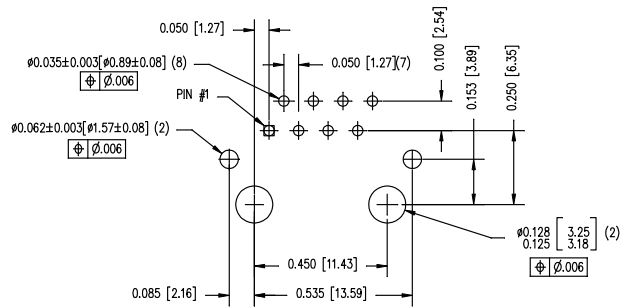 0.050 [1.27]
ø0.035±0.003[ø0.89±0.08] (8)
⌖ Ø.006
0.050 [1.27](7)
0.100 [2.54]
0.153 [3.89]
0.250 [6.35]
PIN #1
ø0.062±0.003[ø1.57±0.08] (2)
⌖ Ø.006
ø0.128 [3.25] (2)
0.125 [3.18]
⌖ Ø.006
0.450 [11.43]
0.085 [2.16]
0.535 [13.59]